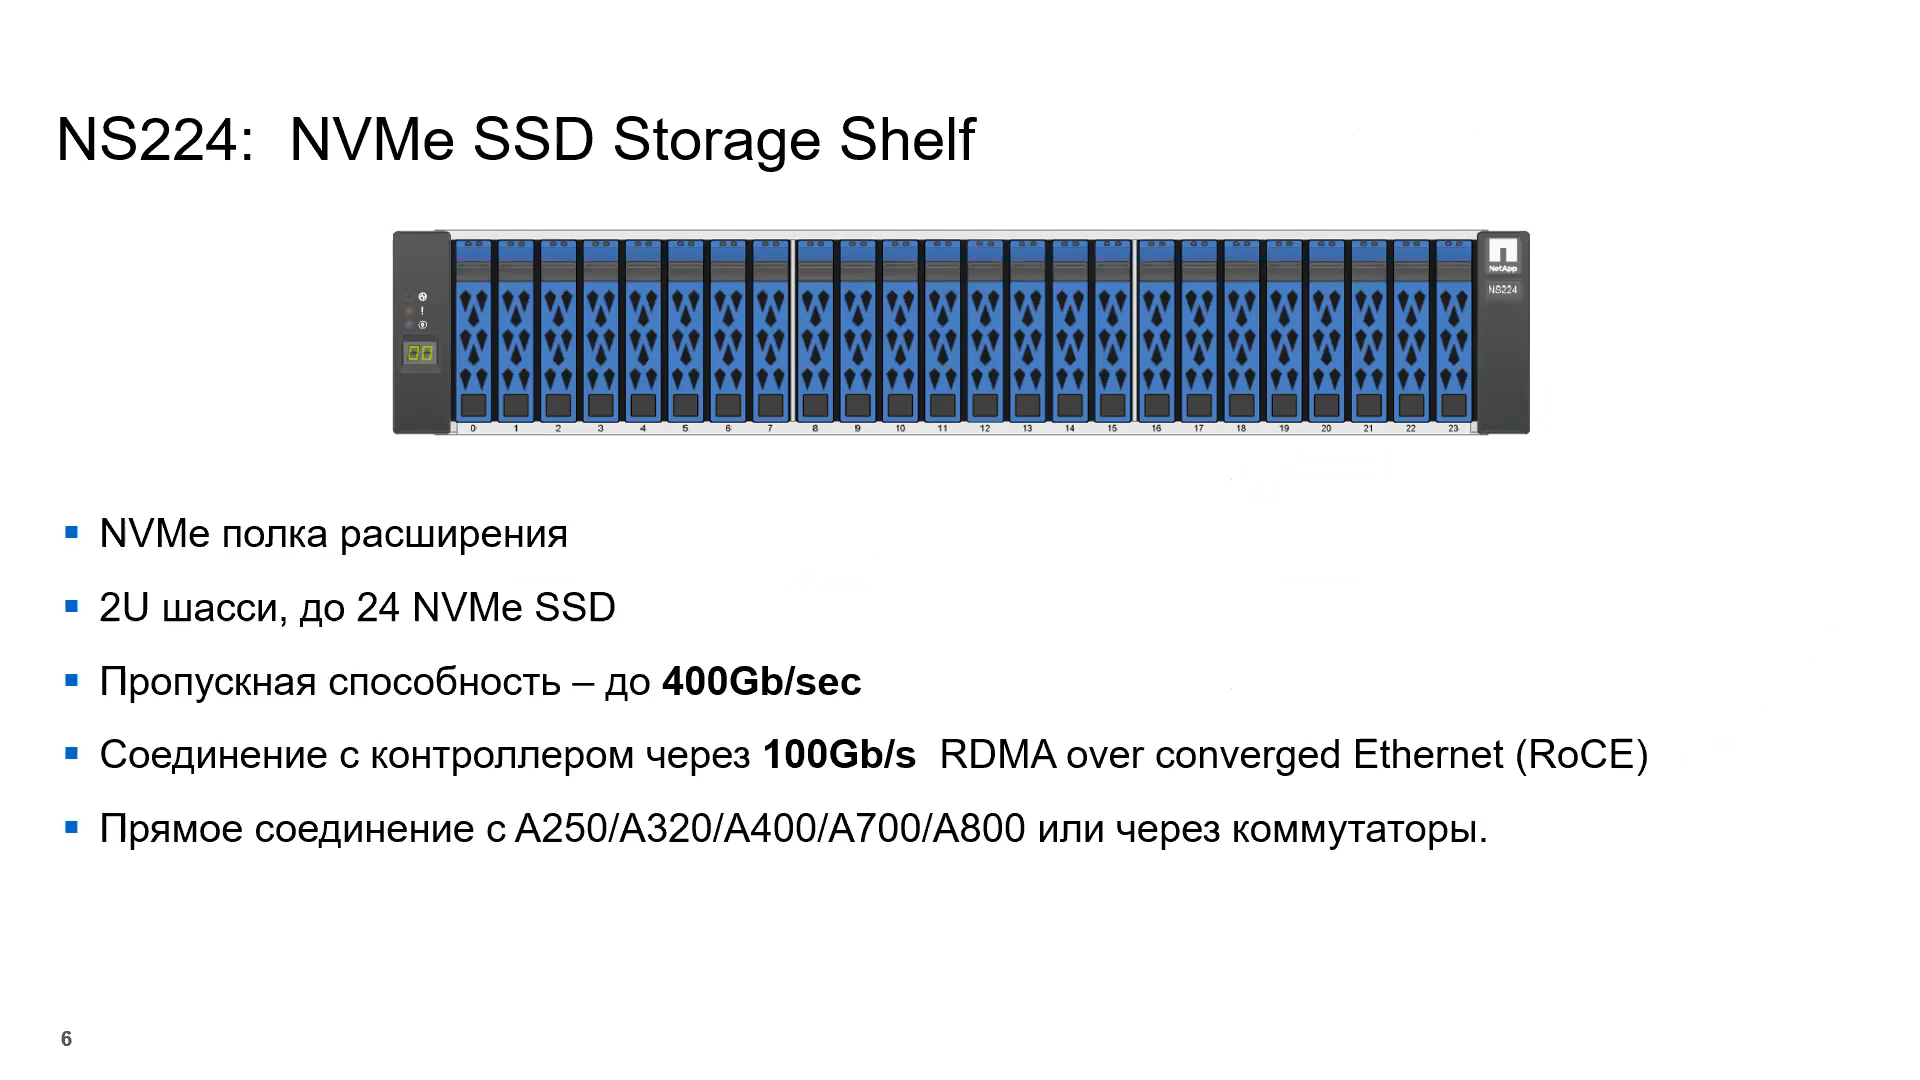 NS224: NVMe SSD Storage Shelf
NetApp
NS224
00
0 1 2 3 4 5 6 7 8 9 10 11 12 13 14 15 16 17 18 19 20 21 22 23
NVMe полка расширения
2U шасси, до 24 NVMe SSD
Пропускная способность – до 400Gb/sec
Соединение с контроллером через 100Gb/s RDMA over converged Ethernet (RoCE)
Прямое соединение с A250/A320/A400/A700/A800 или через коммутаторы.
6